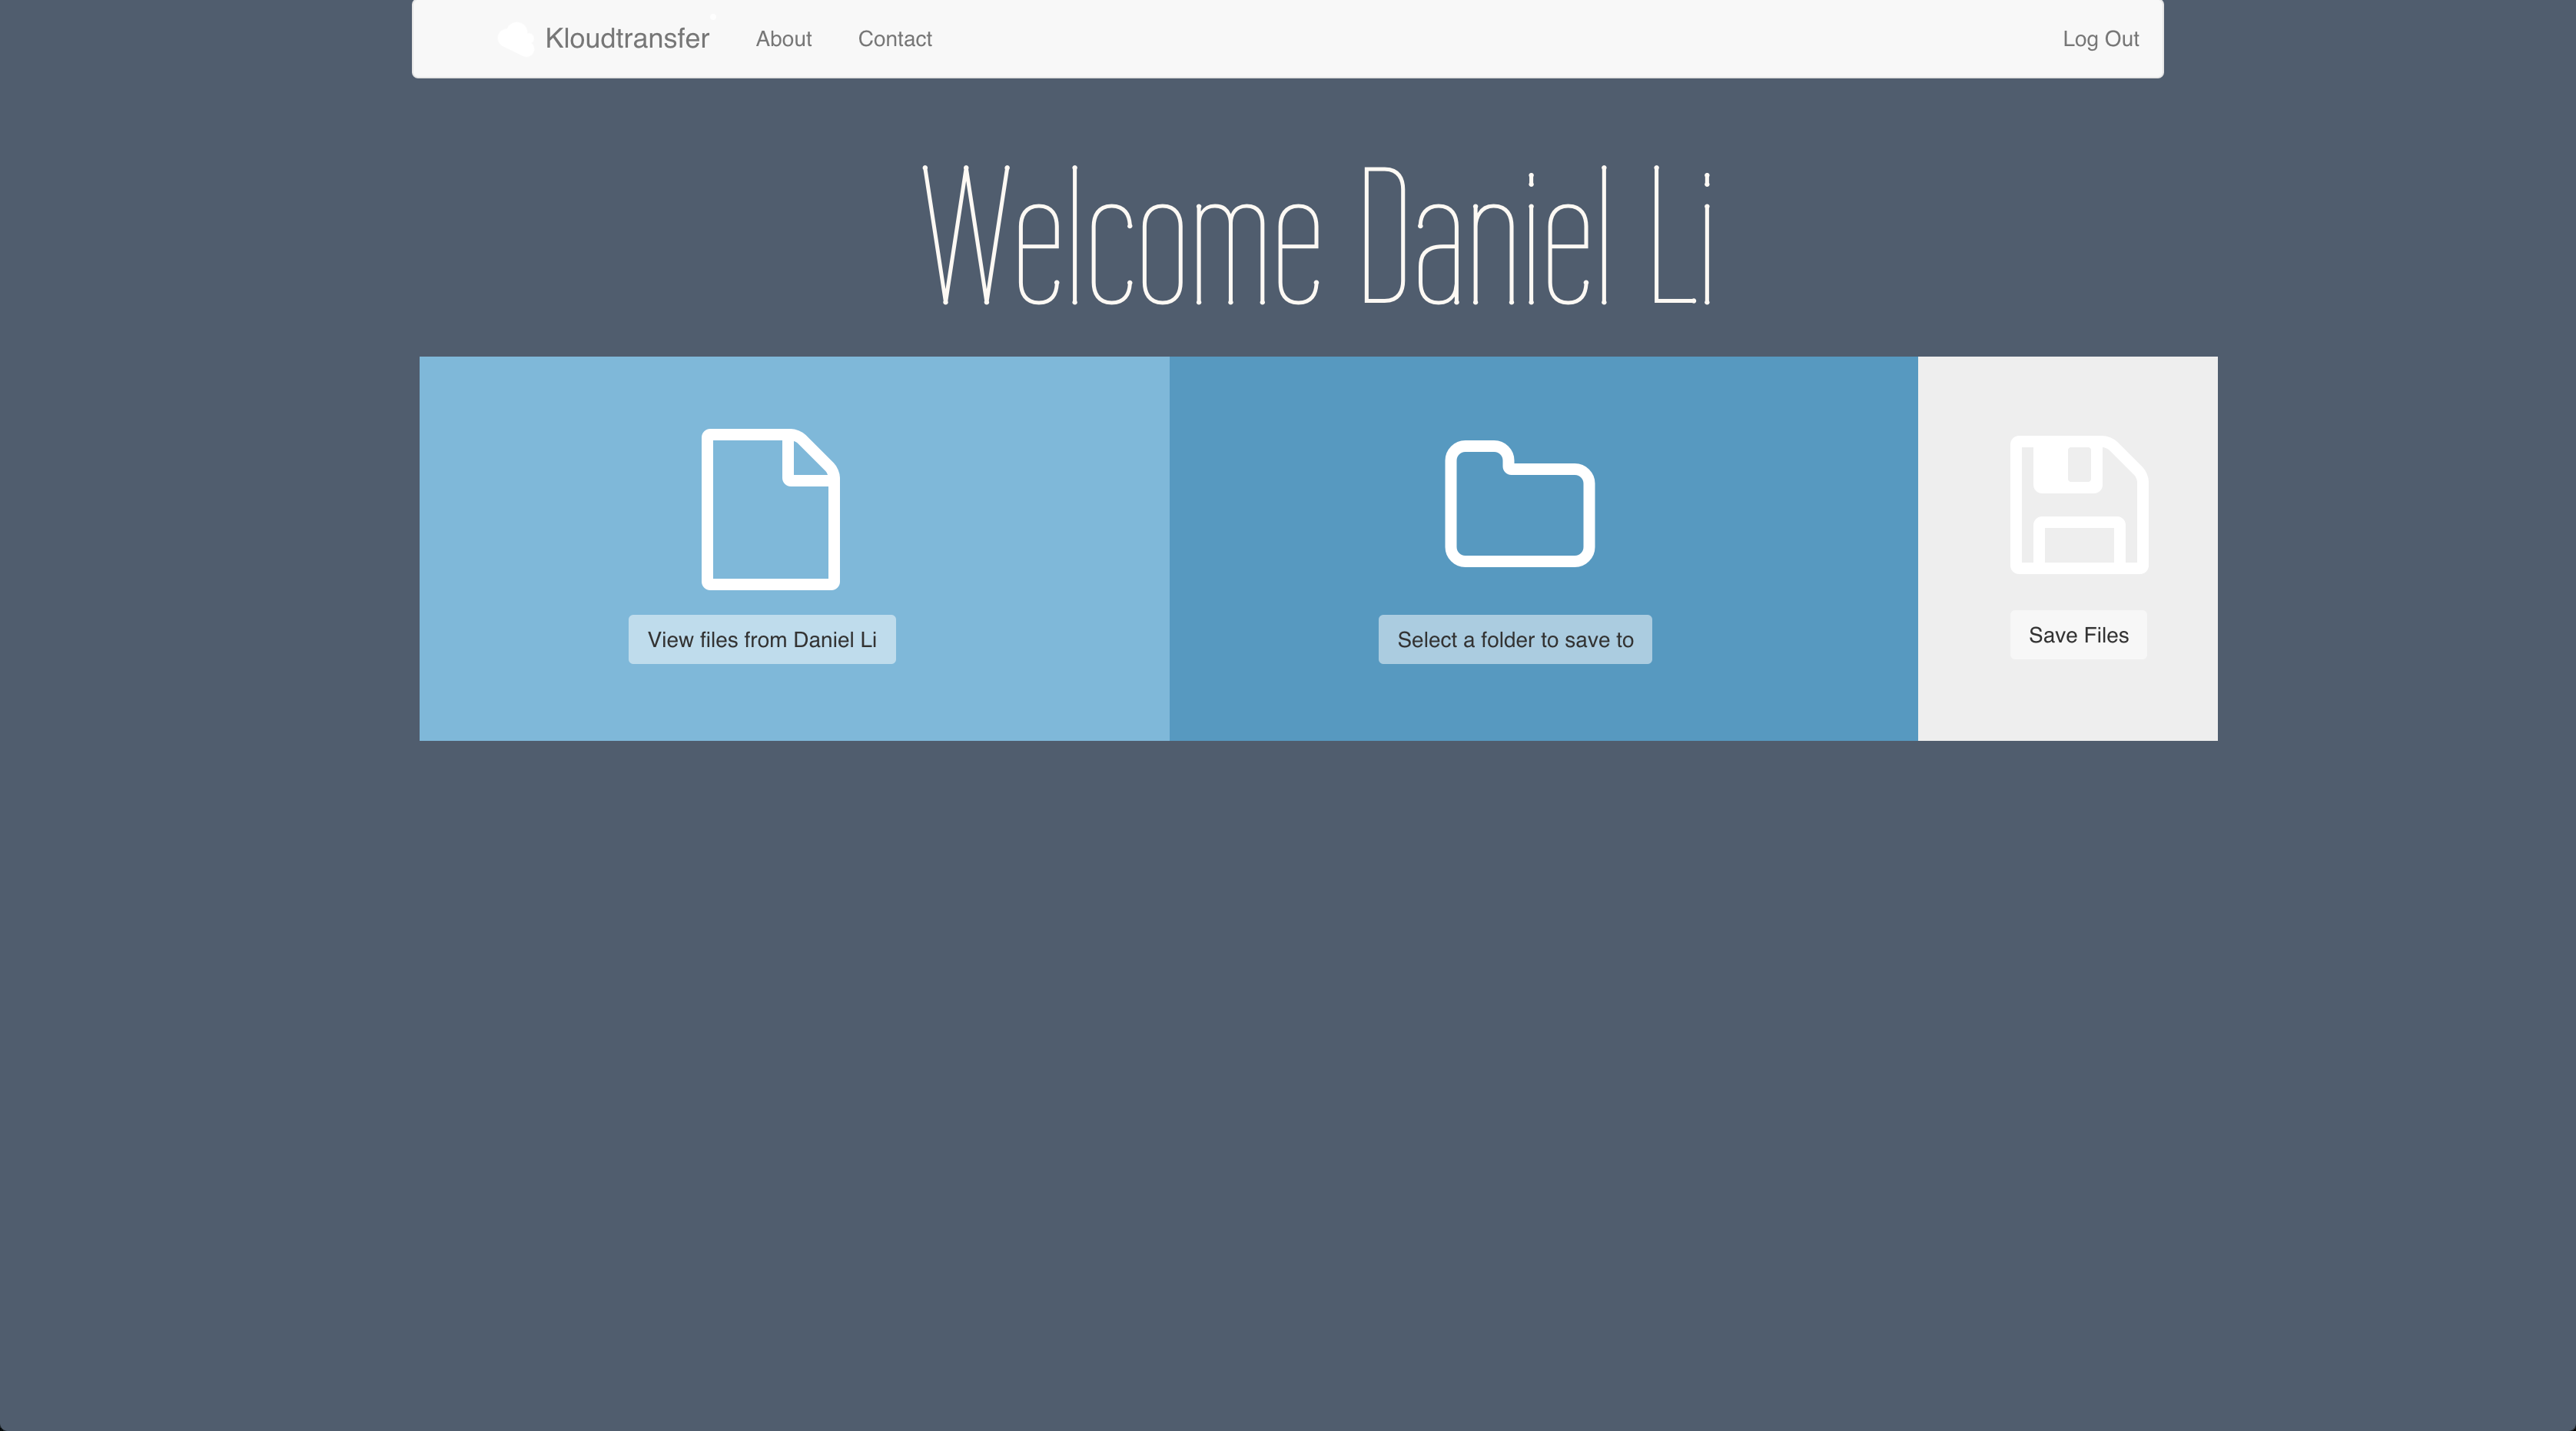 Kloudtransfer About Contact Log Out
Welcome Daniel Li
View files from Daniel Li
Select a folder to save to
Save Files